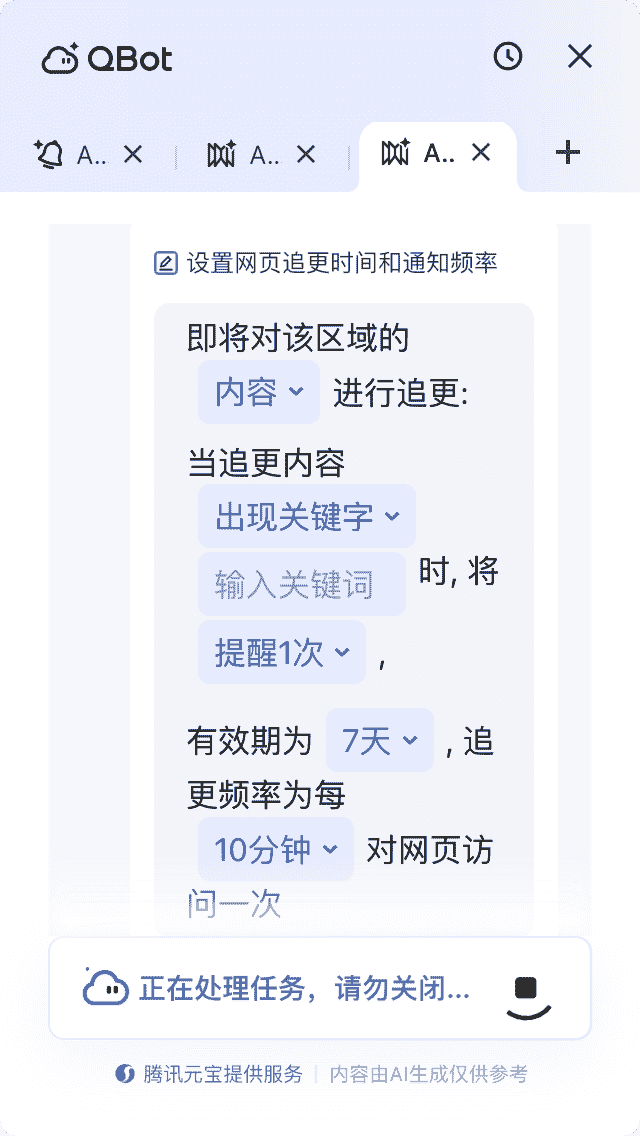 QBot
A.. A.. A..
设置网页追更时间和通知频率
即将对该区域的
内容 进行追更:
当追更内容
出现关键字
输入关键词 时, 将
提醒1次 ,
有效期为 7天 , 追
更频率为每
10分钟 对网页访
问一次
正在处理任务，请勿关闭...
腾讯元宝提供服务 | 内容由AI生成仅供参考